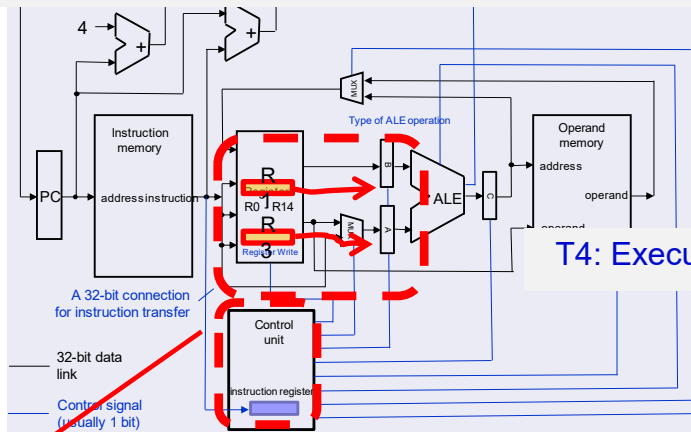 4
+
+
MUX
Type of ALE operation
Instruction
memory
Operand
memory
R
1
R0
R14
R
3
Register Write
B
A
MUX
ALE
C
PC
address
instruction
address
operand
T4: Execu
A 32-bit connection
for instruction transfer
Control
unit
instruction register
32-bit data
link
Control signal
(usually 1 bit)